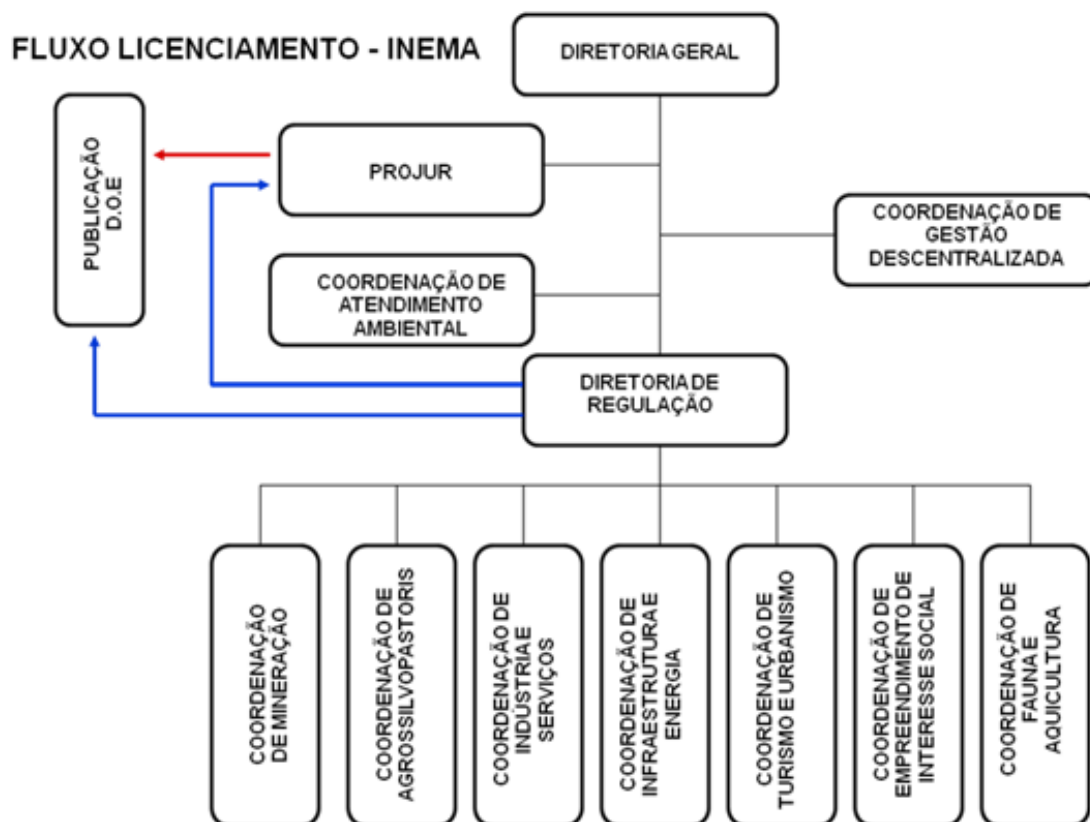 FLUXO LICENCIAMENTO - INEMA
DIRETORIA GERAL
PUBLICAÇÃO
D.O.E
PROJUR
COORDENAÇÃO DE
GESTÃO
DESCENTRALIZADA
COORDENAÇÃO DE
ATENDIMENTO
AMBIENTAL
DIRETORIA DE
REGULAÇÃO
COORDENAÇÃO
DE MINERAÇÃO
COORDENAÇÃO DE
AGROSSILVOPASTORIS
COORDENAÇÃO DE
INDÚSTRIA E
SERVIÇOS
COORDENAÇÃO DE
INFRAESTRUTURA E
ENERGIA
COORDENAÇÃO DE
TURISMO E URBANISMO
COORDENAÇÃO DE
EMPREENDIMENTO DE
INTERESSE SOCIAL
COORDENAÇÃO DE
FAUNA E
AQUICULTURA